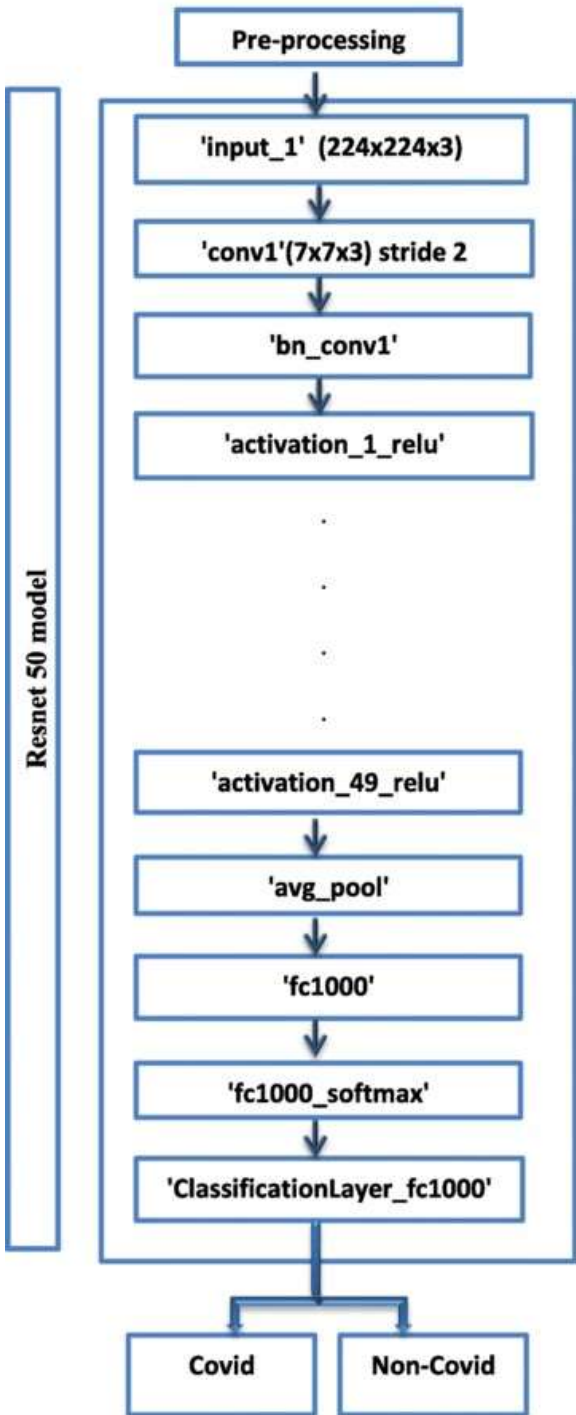 Pre-processing
Resnet 50 model
'input_1' (224x224x3)
'conv1'(7x7x3) stride 2
'bn_conv1'
'activation_1_relu'
.
.
.
.
'activation_49_relu'
'avg_pool'
'fc1000'
'fc1000_softmax'
'ClassificationLayer_fc1000'
Covid
Non-Covid